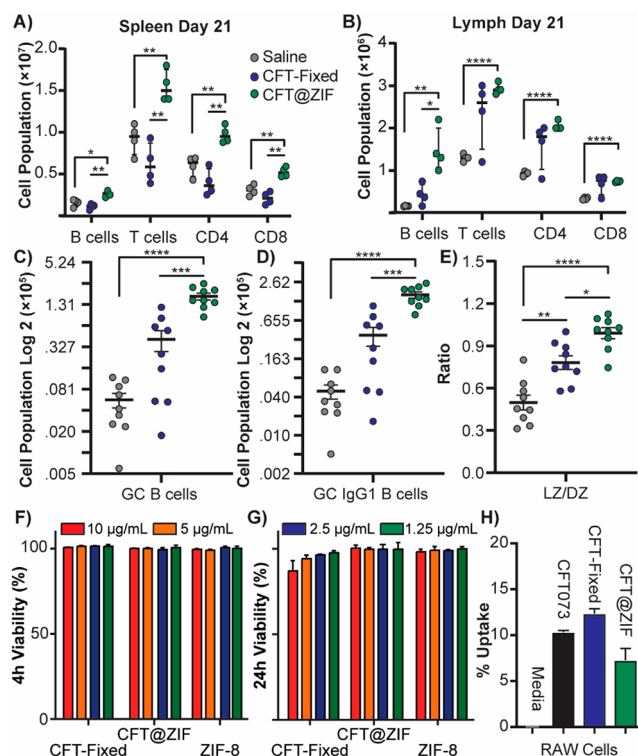 A) Spleen Day 21
Cell Population (×10⁷)
2.0
1.5
1.0
0.5
0
Saline
CFT-Fixed
CFT@ZIF
*
**
**
**
**
**
**
**
B cells T cells CD4 CD8
B) Lymph Day 21
Cell Population (×10⁶)
4
3
1
0
**
*
****
****
****
B cells T cells CD4 CD8
C)
Cell Population Log 2 (×10⁵)
5.24
1.31
.327
.081
.020
.005
****
***
GC B cells
D)
Cell Population Log 2 (×10⁵)
2.62
.655
.163
.040
.010
.002
****
***
GC IgG1 B cells
E)
Ratio
1.5
1.2
0.9
0.6
0.3
0.0
****
**
*
LZ/DZ
F)
10 µg/mL
5 µg/mL
4h Viability (%)
100
50
0
CFT@ZIF
CFT-Fixed ZIF-8
G)
2.5 µg/mL
1.25 µg/mL
24h Viability (%)
100
50
0
CFT@ZIF
CFT-Fixed ZIF-8
H)
% Uptake
20
15
10
5
0
Media
CFT073
CFT-Fixed
CFT@ZIF
RAW Cells